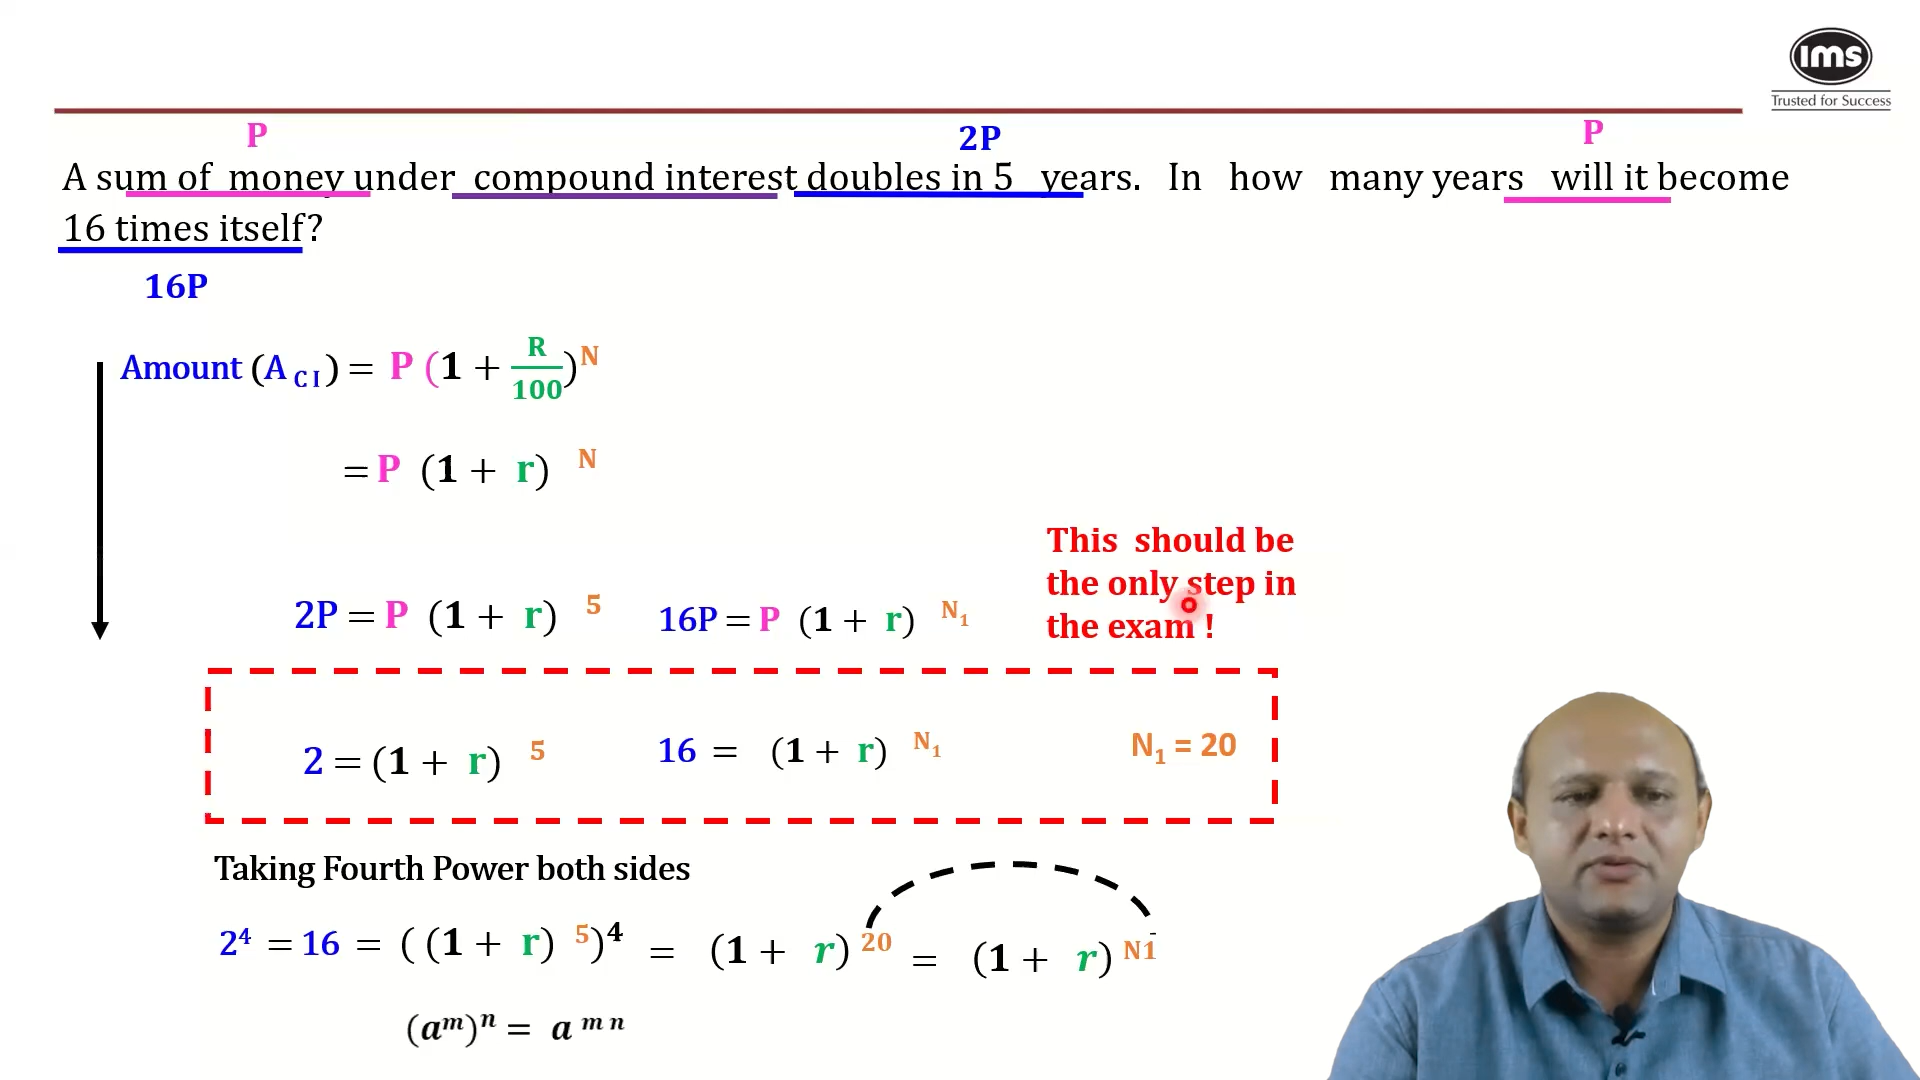 ims
Trusted for Success
P 2P P
A sum of money under compound interest doubles in 5 years. In how many years will it become
16 times itself?
16P
Amount (A C I) = P (1 + R/100)^N
= P (1 + r) ^N
This should be
the only step in
the exam !
2P = P (1 + r) ^5 16P = P (1 + r) ^N₁
2 = (1 + r) ^5 16 = (1 + r) ^N₁ N₁ = 20
Taking Fourth Power both sides
2⁴ = 16 = ( (1 + r) ^5)^4 = (1 + r) ^20 = (1 + r) ^N1
(a^m)^n = a^m n